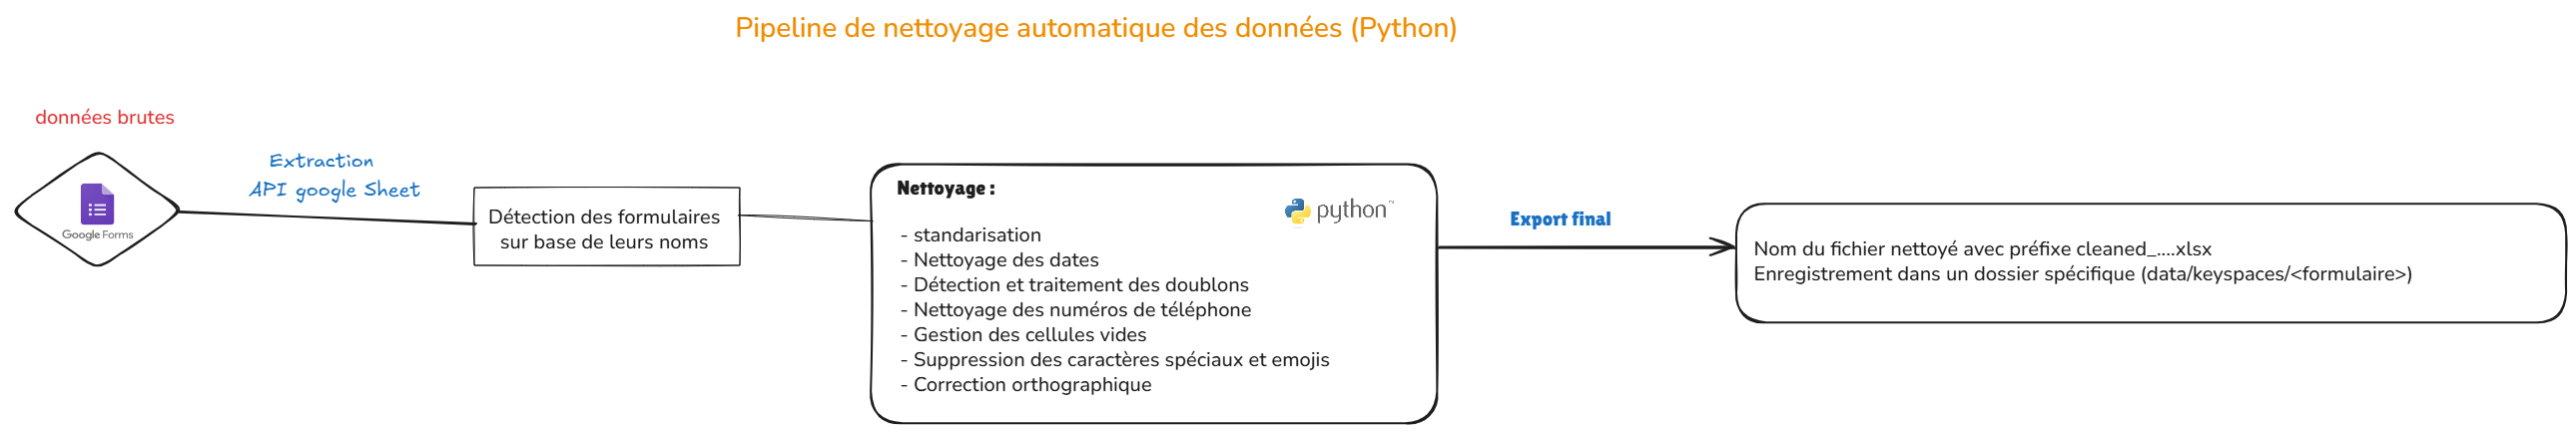 Pipeline de nettoyage automatique des données (Python)
données brutes
Google Forms
Extraction
API google Sheet
Détection des formulaires
sur base de leurs noms
Nettoyage :
python™
- standarisation
- Nettoyage des dates
- Détection et traitement des doublons
- Nettoyage des numéros de téléphone
- Gestion des cellules vides
- Suppression des caractères spéciaux et emojis
- Correction orthographique
Export final
Nom du fichier nettoyé avec préfixe cleaned_....xlsx
Enregistrement dans un dossier spécifique (data/keyspaces/<formulaire>)